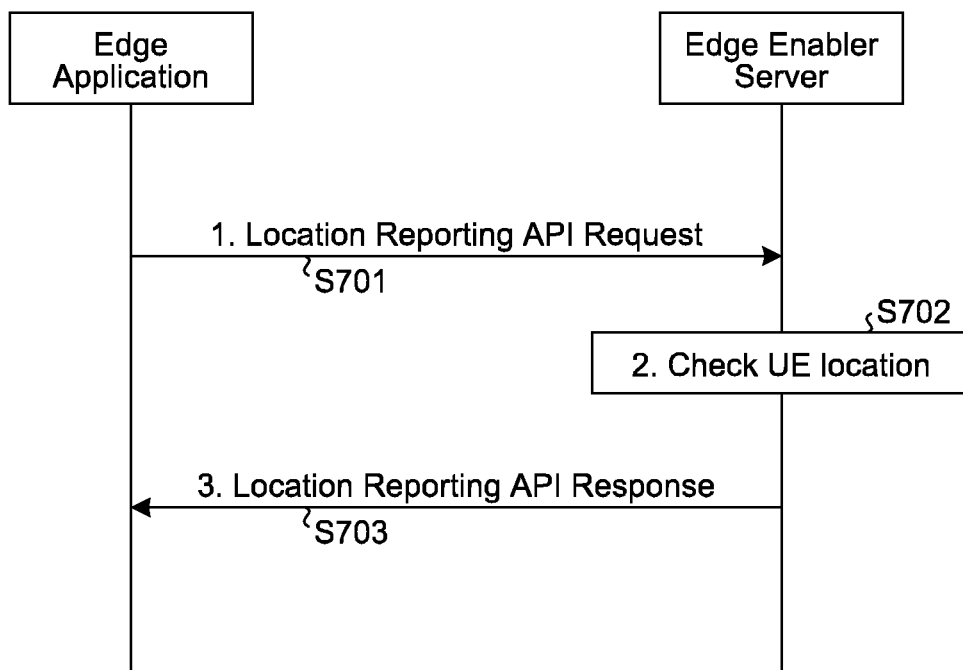 Edge
Application
Edge Enabler
Server
1. Location Reporting API Request
S701
S702
2. Check UE location
3. Location Reporting API Response
S703